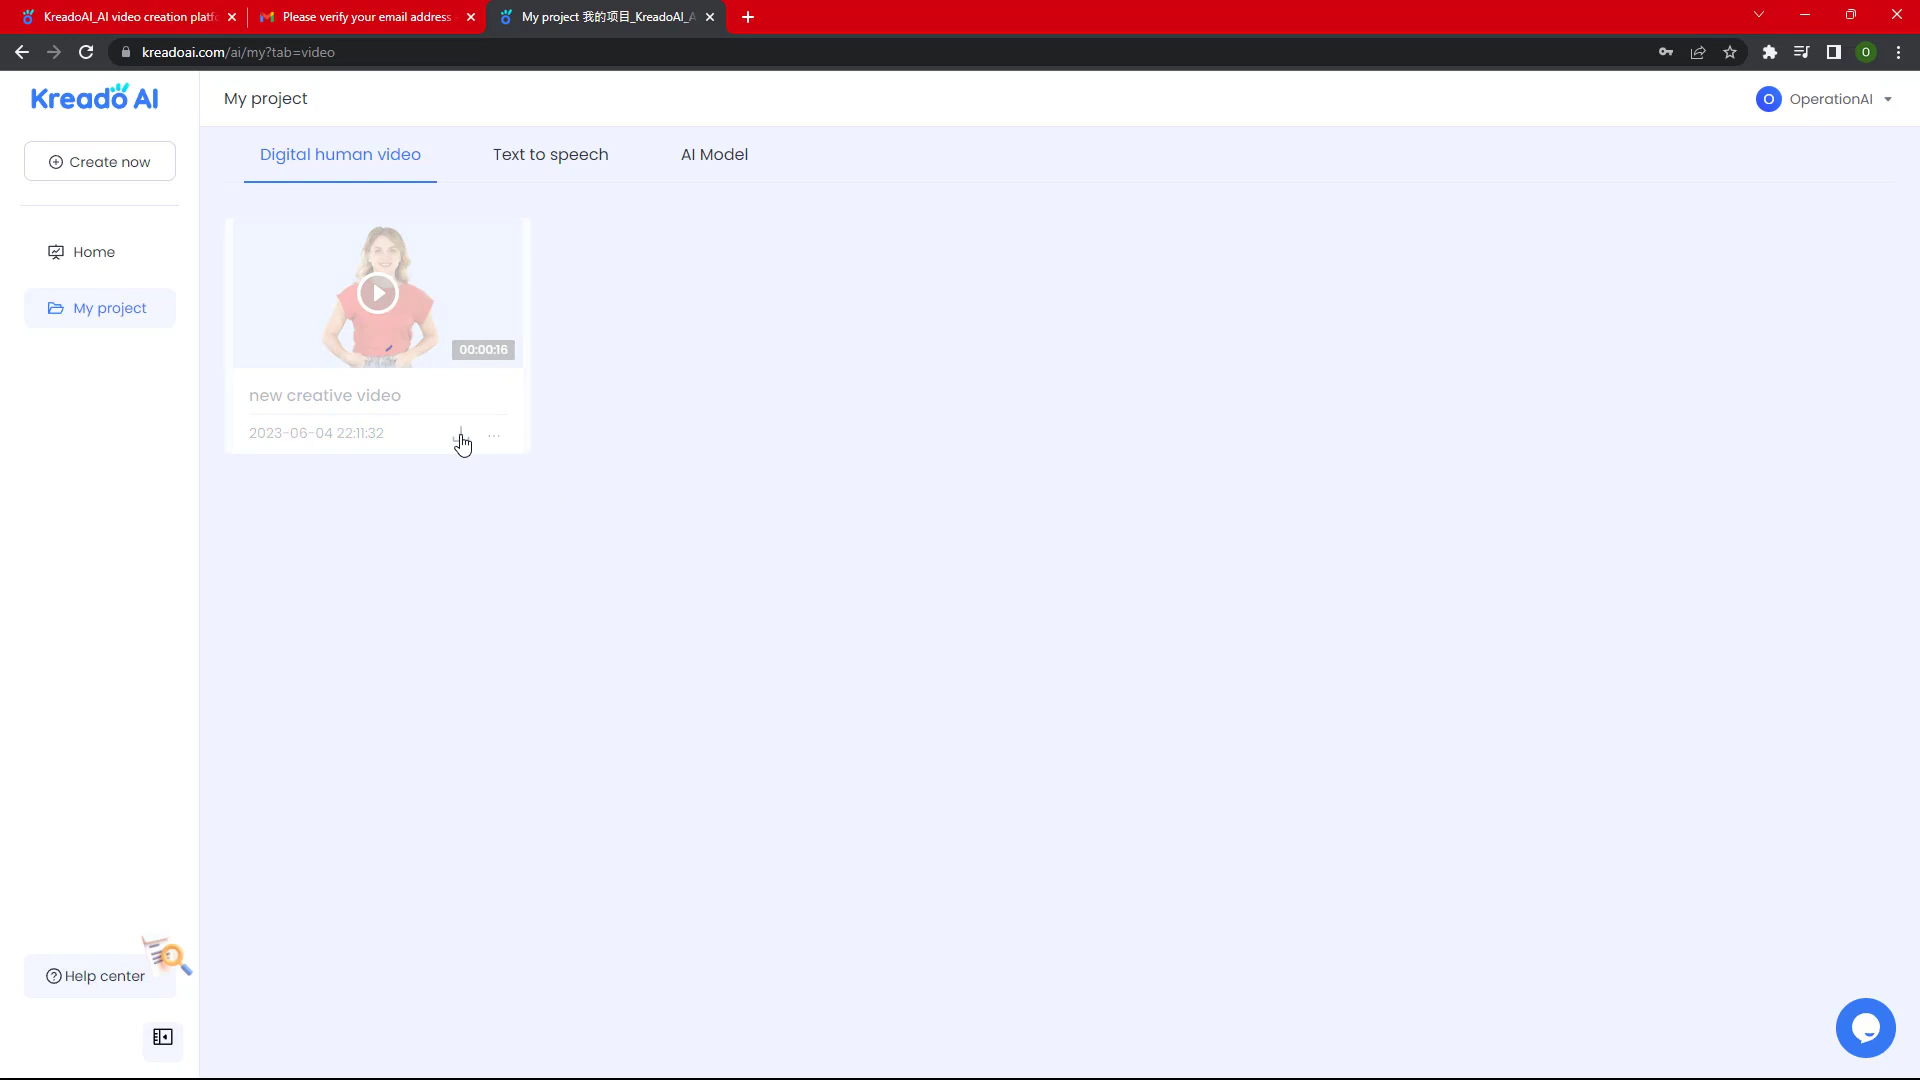 KreadoAI_AI video creation platf
Please verify your email address
My project 我的项目_KreadoAI_A
kreadoai.com/ai/my?tab=video
O
Kreado AI
My project
O OperationAI
Create now
Digital human video Text to speech AI Model
Home
My project
00:00:16
new creative video
2023-06-04 22:11:32 ...
Help center